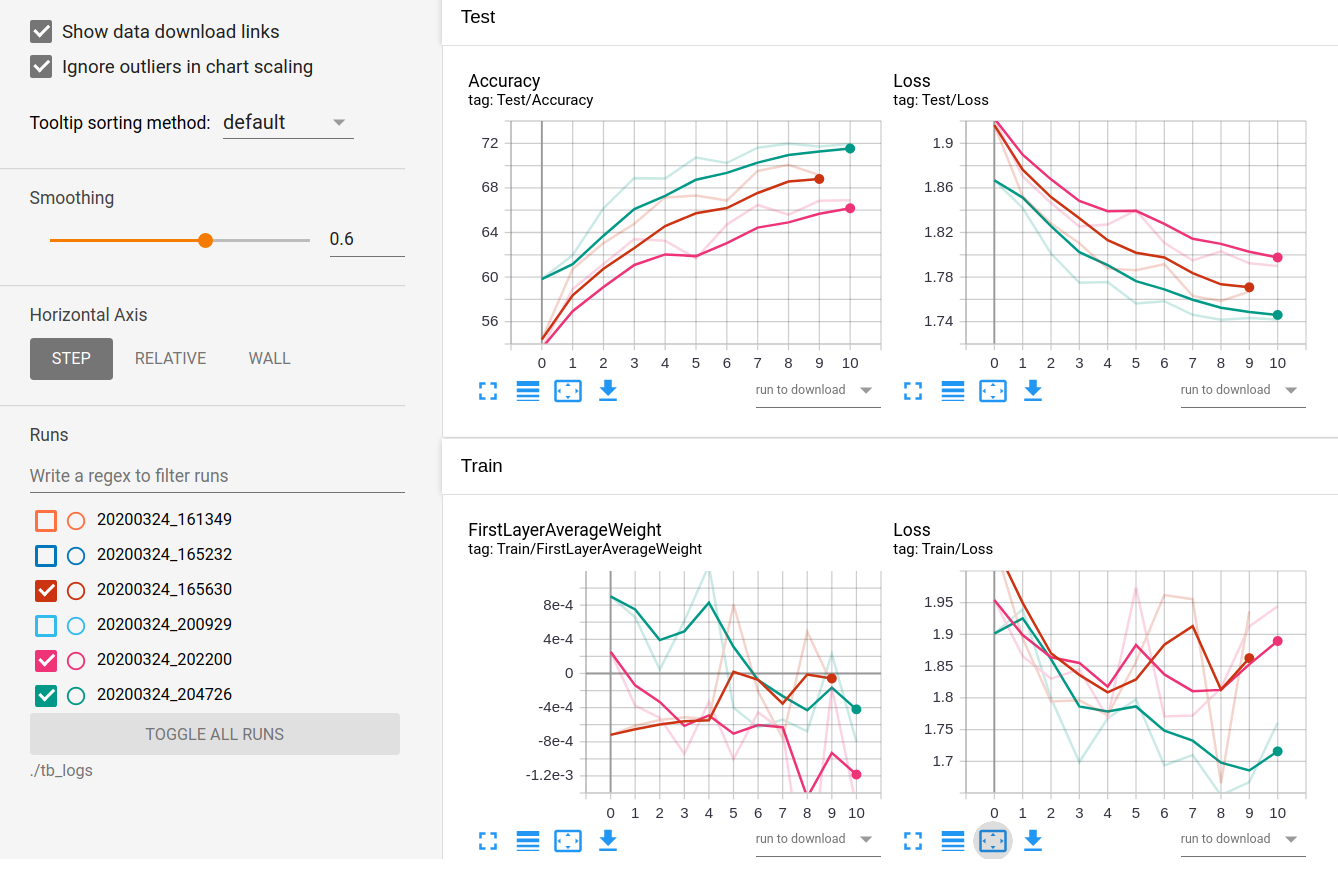 Show data download links
Ignore outliers in chart scaling
Tooltip sorting method: default
Smoothing
0.6
Horizontal Axis
STEP RELATIVE WALL
Runs
Write a regex to filter runs
20200324_161349
20200324_165232
20200324_165630
20200324_200929
20200324_202200
20200324_204726
TOGGLE ALL RUNS
./tb_logs
Test
Accuracy
tag: Test/Accuracy
72
68
64
60
56
0 1 2 3 4 5 6 7 8 9 10
run to download
Loss
tag: Test/Loss
1.9
1.86
1.82
1.78
1.74
0 1 2 3 4 5 6 7 8 9 10
run to download
Train
FirstLayerAverageWeight
tag: Train/FirstLayerAverageWeight
8e-4
4e-4
0
-4e-4
-8e-4
-1.2e-3
0 1 2 3 4 5 6 7 8 9 10
run to download
Loss
tag: Train/Loss
1.95
1.9
1.85
1.8
1.75
1.7
0 1 2 3 4 5 6 7 8 9 10
run to download